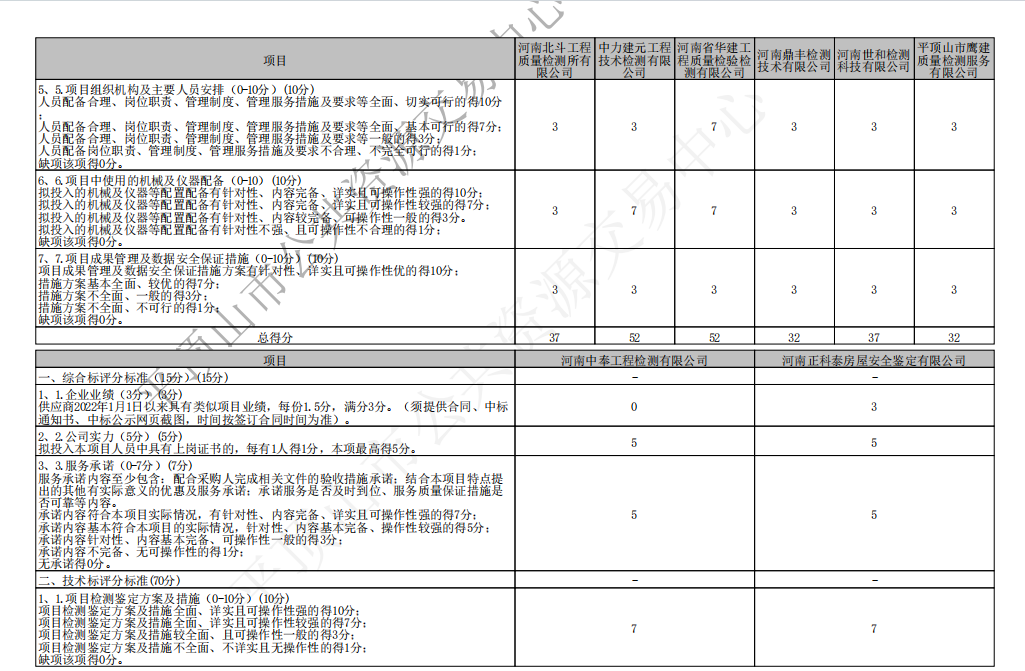 项目
河南北斗工程质量检测所有限公司
中力建元工程技术检测有限公司
河南省华建工程质量检验检测有限公司
河南鼎丰检测技术有限公司
河南世和检测科技有限公司
平顶山市鹰建质量检测服务有限公司
5、5.项目组织机构及主要人员安排（0-10分）(10分)
人员配备合理、岗位职责、管理制度、管理服务措施及要求等全面、切实可行的得10分
；
人员配备合理、岗位职责、管理制度、管理服务措施及要求等全面、基本可行的得7分；
人员配备合理、岗位职责、管理制度、管理服务措施及要求等一般的得3分；
人员配备岗位职责、管理制度、管理服务措施及要求不合理、不完全可行的得1分；
缺项该项得0分。
3 3 7 3 3 3
6、6.项目中使用的机械及仪器配备（0-10）(10分)
拟投入的机械及仪器等配置配备有针对性、内容完备、详实且可操作性强的得10分；
拟投入的机械及仪器等配置配备有针对性、内容完备、详实且可操作性较强的得7分；
拟投入的机械及仪器等配置配备有针对性、内容较完备、可操作性一般的得3分。
拟投入的机械及仪器等配置配备有针对性不强、且可操作性不合理的得1分；
缺项该项得0分。
3 7 7 3 3 3
7、7.项目成果管理及数据安全保证措施（0-10分）(10分)
项目成果管理及数据安全保证措施方案有针对性、详实且可操作性优的得10分；
措施方案基本全面、较优的得7分；
措施方案不全面、一般的得3分；
措施方案不全面、不可行的得1分；
缺项该项得0分。
3 3 3 3 3 3
总得分 37 52 52 32 37 32
项目 河南中泰工程检测有限公司 河南正科泰房屋安全鉴定有限公司
一、综合标评分标准（15分）(15分) - -
1、1.企业业绩（3分）(3分)
供应商2022年1月1日以来具有类似项目业绩，每份1.5分，满分3分。（须提供合同、中标
通知书、中标公示网页截图，时间按签订合同时间为准）。
0 3
2、2.公司实力（5分）(5分)
拟投入本项目人员中具有上岗证书的，每有1人得1分，本项最高得5分。
5 5
3、3.服务承诺（0-7分）(7分)
服务承诺内容至少包含：配合采购人完成相关文件的验收措施承诺；结合本项目特点提
出的其他有实际意义的优惠及服务承诺；承诺服务是否及时到位、服务质量保证措施是
否可靠等内容。
承诺内容符合本项目实际情况，有针对性、内容完备、详实且可操作性强的得7分；
承诺内容基本符合本项目的实际情况，针对性、内容基本完备、操作性较强的得5分；
承诺内容针对性、内容基本完备、可操作性一般的得3分；
承诺内容不完备、无可操作性的得1分；
无承诺得0分。
5 5
二、技术标评分标准(70分) - -
1、1.项目检测鉴定方案及措施（0-10分）(10分)
项目检测鉴定方案及措施全面、详实且可操作性强的得10分；
项目检测鉴定方案及措施全面、详实且可操作性较强的得7分；
项目检测鉴定方案及措施较全面、且可操作性一般的得3分；
项目检测鉴定方案及措施不全面、不详实且无操作性的得1分；
缺项该项得0分。
7 7
平顶山市公共资源交易中心
平顶山市公共资源交易中心